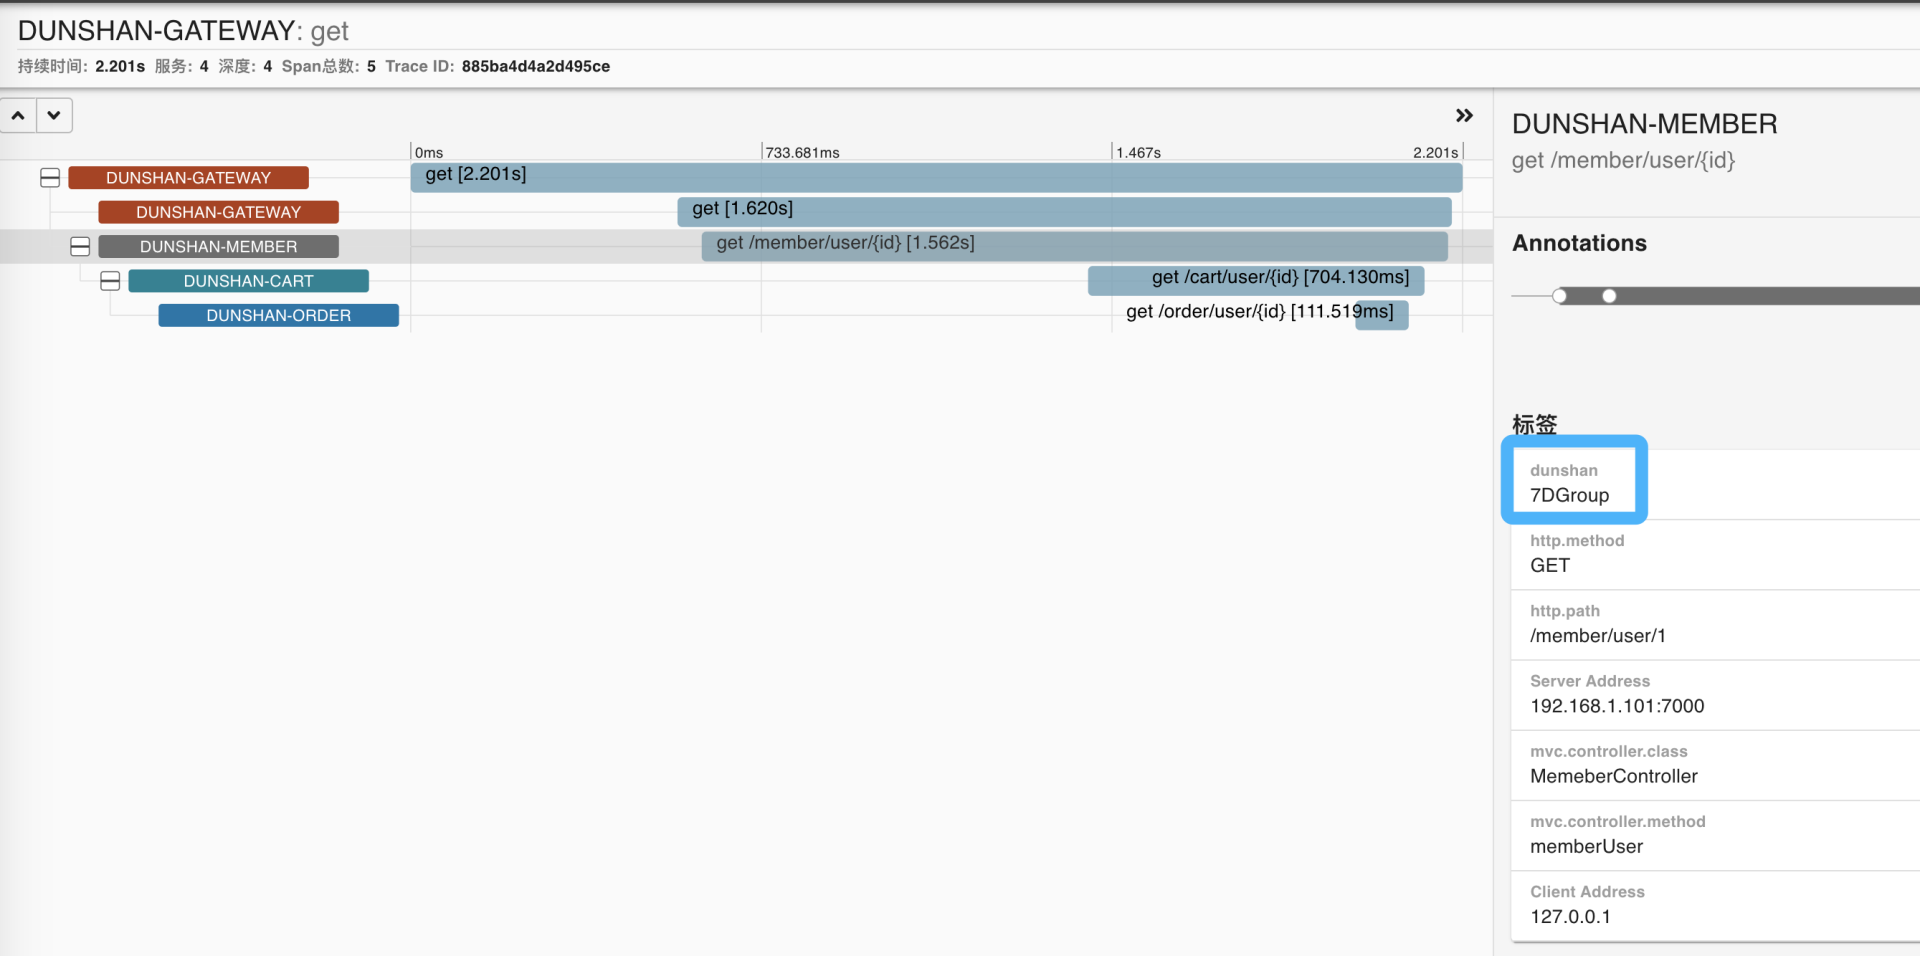 DUNSHAN-GATEWAY: get
持续时间: 2.201s 服务: 4 深度: 4 Span总数: 5 Trace ID: 885ba4d4a2d495ce
0ms 733.681ms 1.467s 2.201s
DUNSHAN-GATEWAY get [2.201s]
DUNSHAN-GATEWAY get [1.620s]
DUNSHAN-MEMBER get /member/user/{id} [1.562s]
DUNSHAN-CART get /cart/user/{id} [704.130ms]
DUNSHAN-ORDER get /order/user/{id} [111.519ms]
DUNSHAN-MEMBER
get /member/user/{id}
Annotations
标签
dunshan
7DGroup
http.method
GET
http.path
/member/user/1
Server Address
192.168.1.101:7000
mvc.controller.class
MemeberController
mvc.controller.method
memberUser
Client Address
127.0.0.1